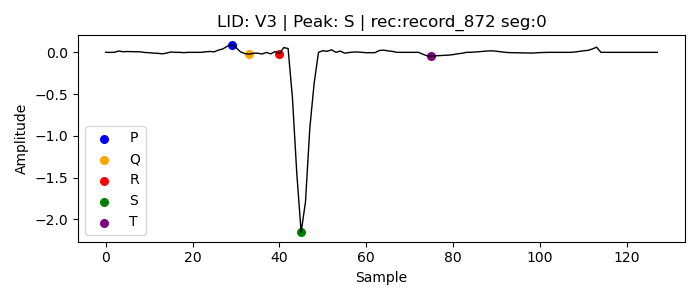 LID: V3 | Peak: S | rec:record_872 seg:0
Amplitude
0.0
−0.5
−1.0
−1.5
−2.0
P
Q
R
S
T
0 20 40 60 80 100 120
Sample